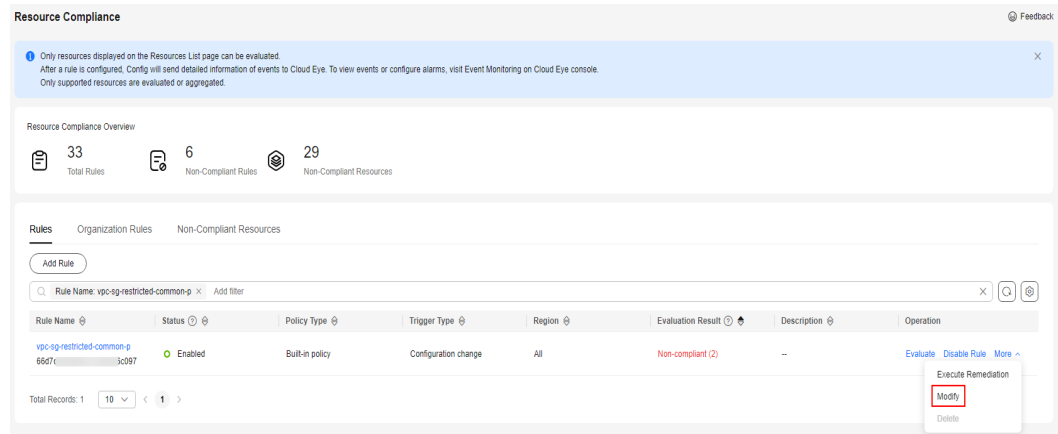 Resource Compliance
Feedback
Only resources displayed on the Resources List page can be evaluated.
After a rule is configured, Config will send detailed information of events to Cloud Eye. To view events or configure alarms, visit Event Monitoring on Cloud Eye console.
Only supported resources are evaluated or aggregated.
Resource Compliance Overview
33
Total Rules
6
Non-Compliant Rules
29
Non-Compliant Resources
Rules Organization Rules Non-Compliant Resources
Add Rule
Rule Name: vpc-sg-restricted-common-p × Add filter
Rule Name Status Policy Type Trigger Type Region Evaluation Result Description Operation
vpc-sg-restricted-common-p
66d7 c097
Enabled Built-in policy Configuration change All Non-compliant (2) -- Evaluate Disable Rule More
Execute Remediation
Modify
Delete
Total Records: 1 10 < 1 >